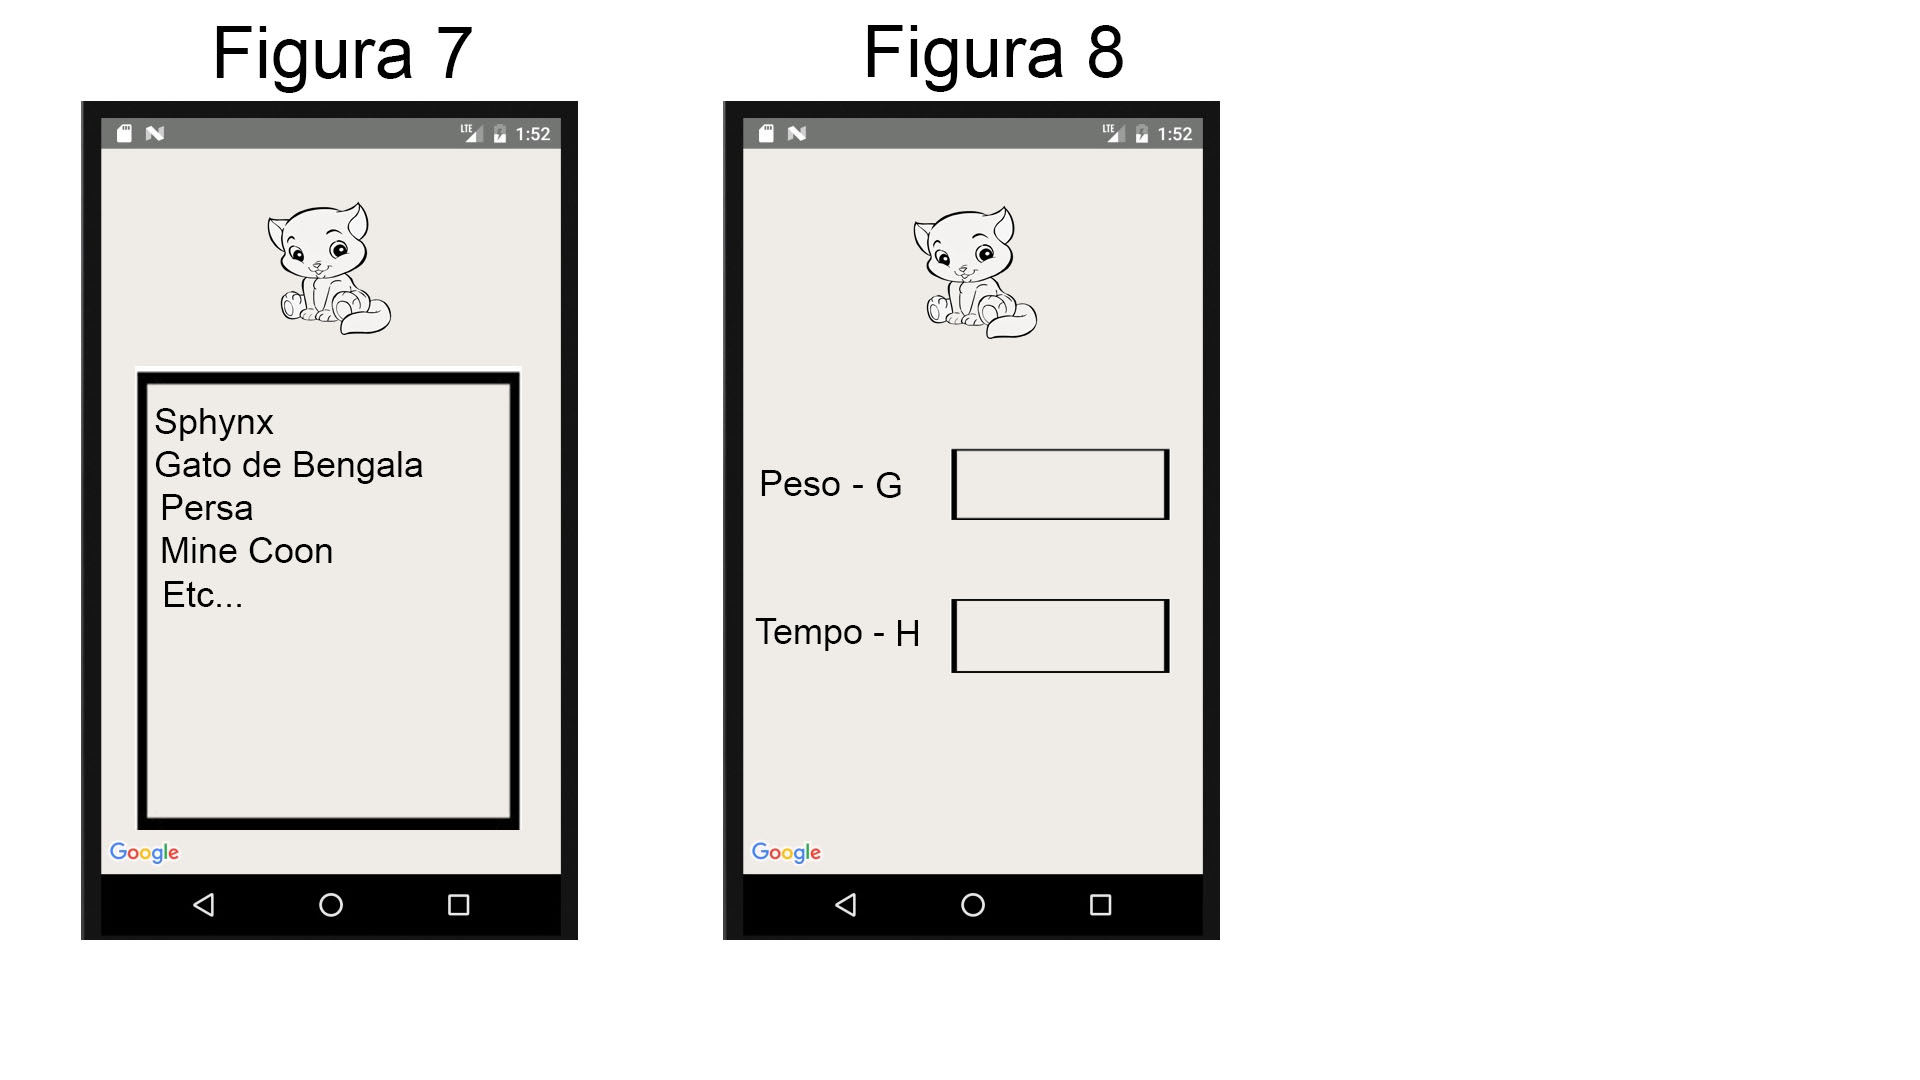 Figura 7
LTE 1:52
Sphynx
Gato de Bengala
Persa
Mine Coon
Etc...
Google
Figura 8
LTE 1:52
Peso - G
Tempo - H
Google